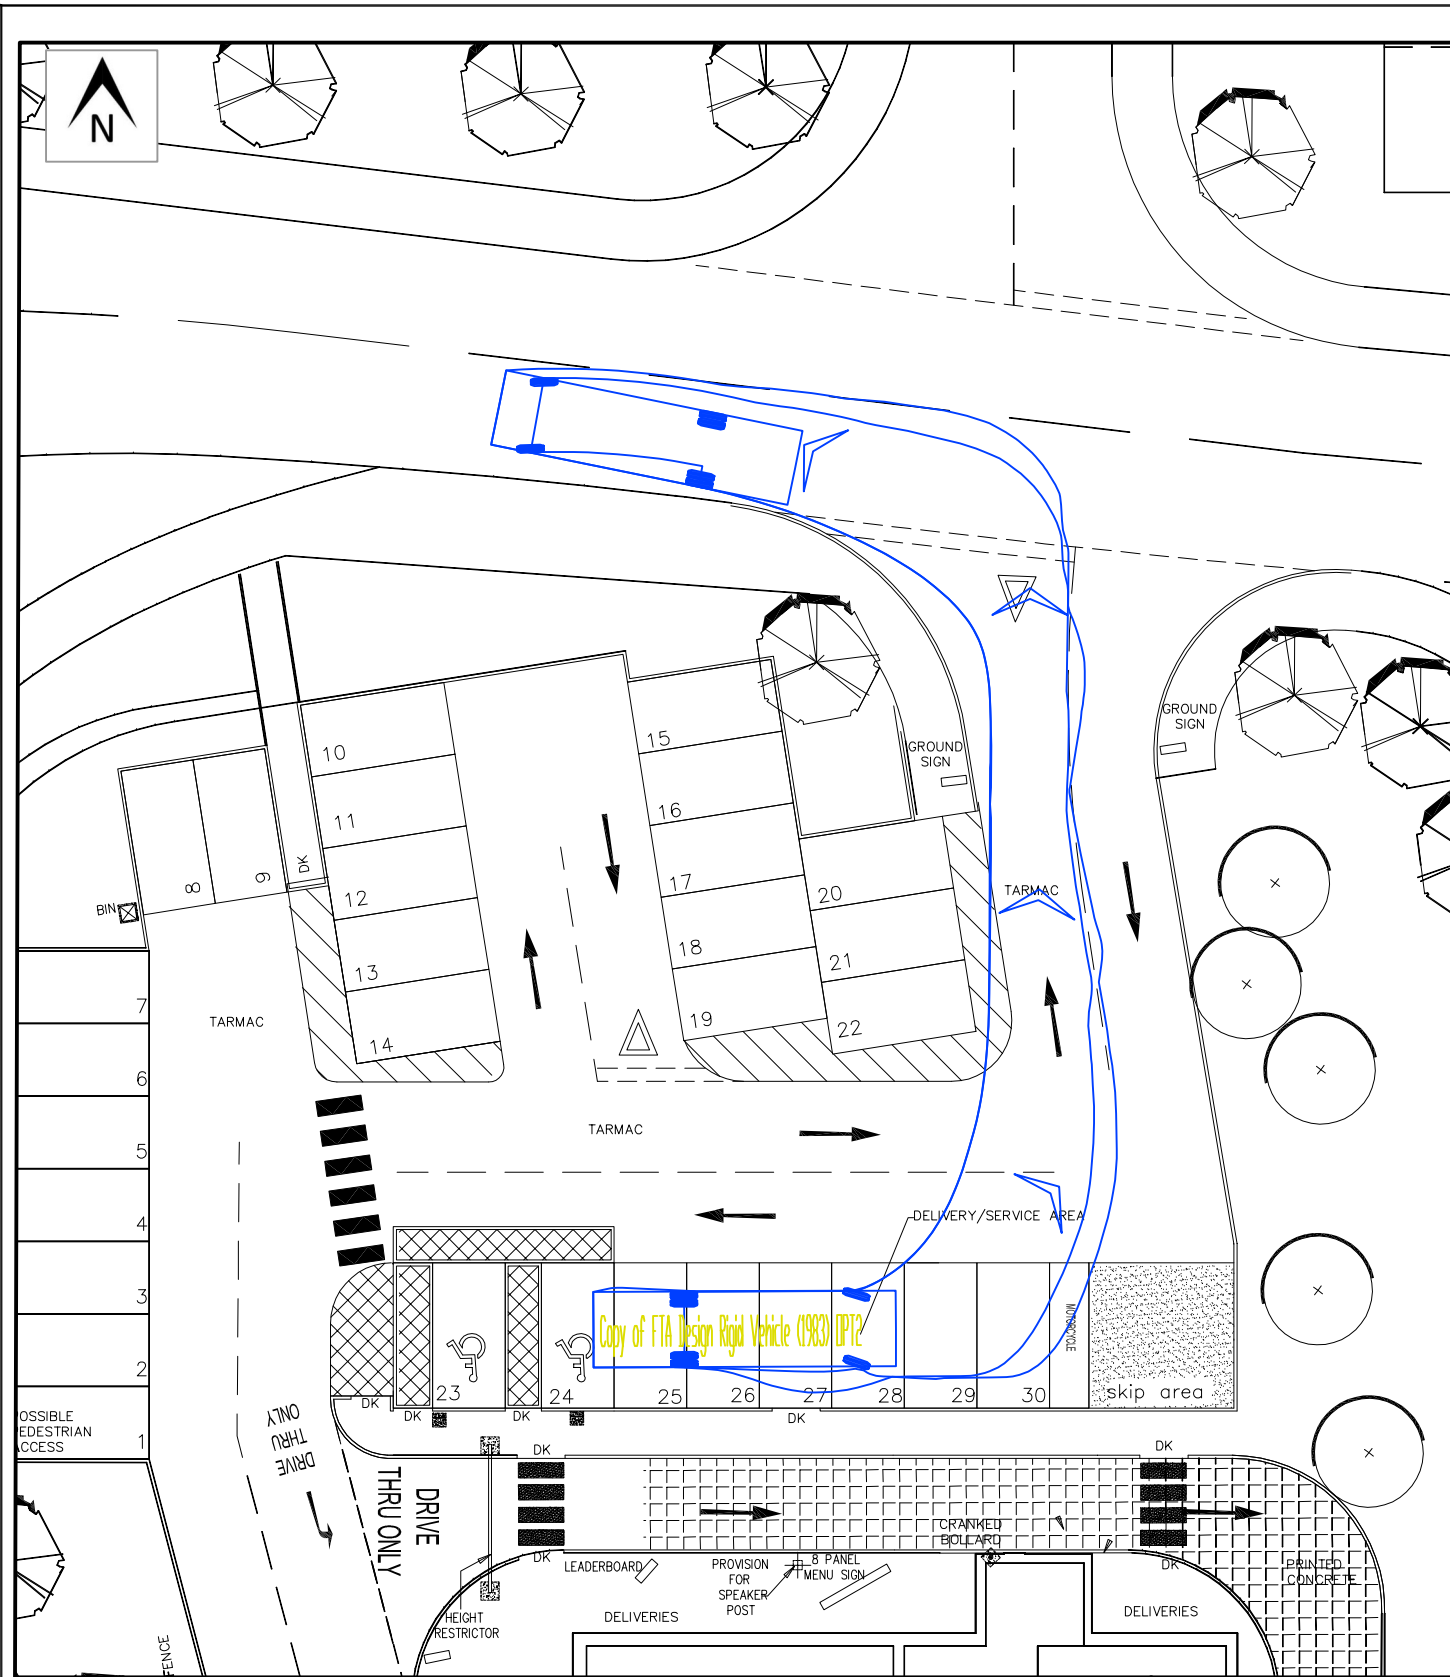 N
10
11
12
13
14
15
16
17
18
19
20
21
22
8
9
DK
BIN
GROUND
SIGN
GROUND
SIGN
TARMAC
TARMAC
TARMAC
7
6
5
4
3
2
1
DELIVERY/SERVICE AREA
Copy of FTA Design Rigid Vehicle (1983) DPT2
MOTORCYCLE
23
24
25
26
27
28
29
30
skip area
DK
DK
DK
DK
OSSIBLE
EDESTRIAN
ACCESS
DRIVE
THRU
ONLY
DRIVE
THRU ONLY
DK
DK
DK
DK
CRANKED
BOLLARD
LEADERBOARD
PROVISION
FOR
SPEAKER
POST
8 PANEL
MENU SIGN
PRINTED
CONCRETE
HEIGHT
RESTRICTOR
DELIVERIES
DELIVERIES
FENCE